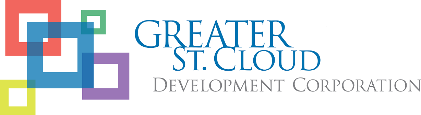 GREATER
ST. CLOUD
DEVELOPMENT CORPORATION